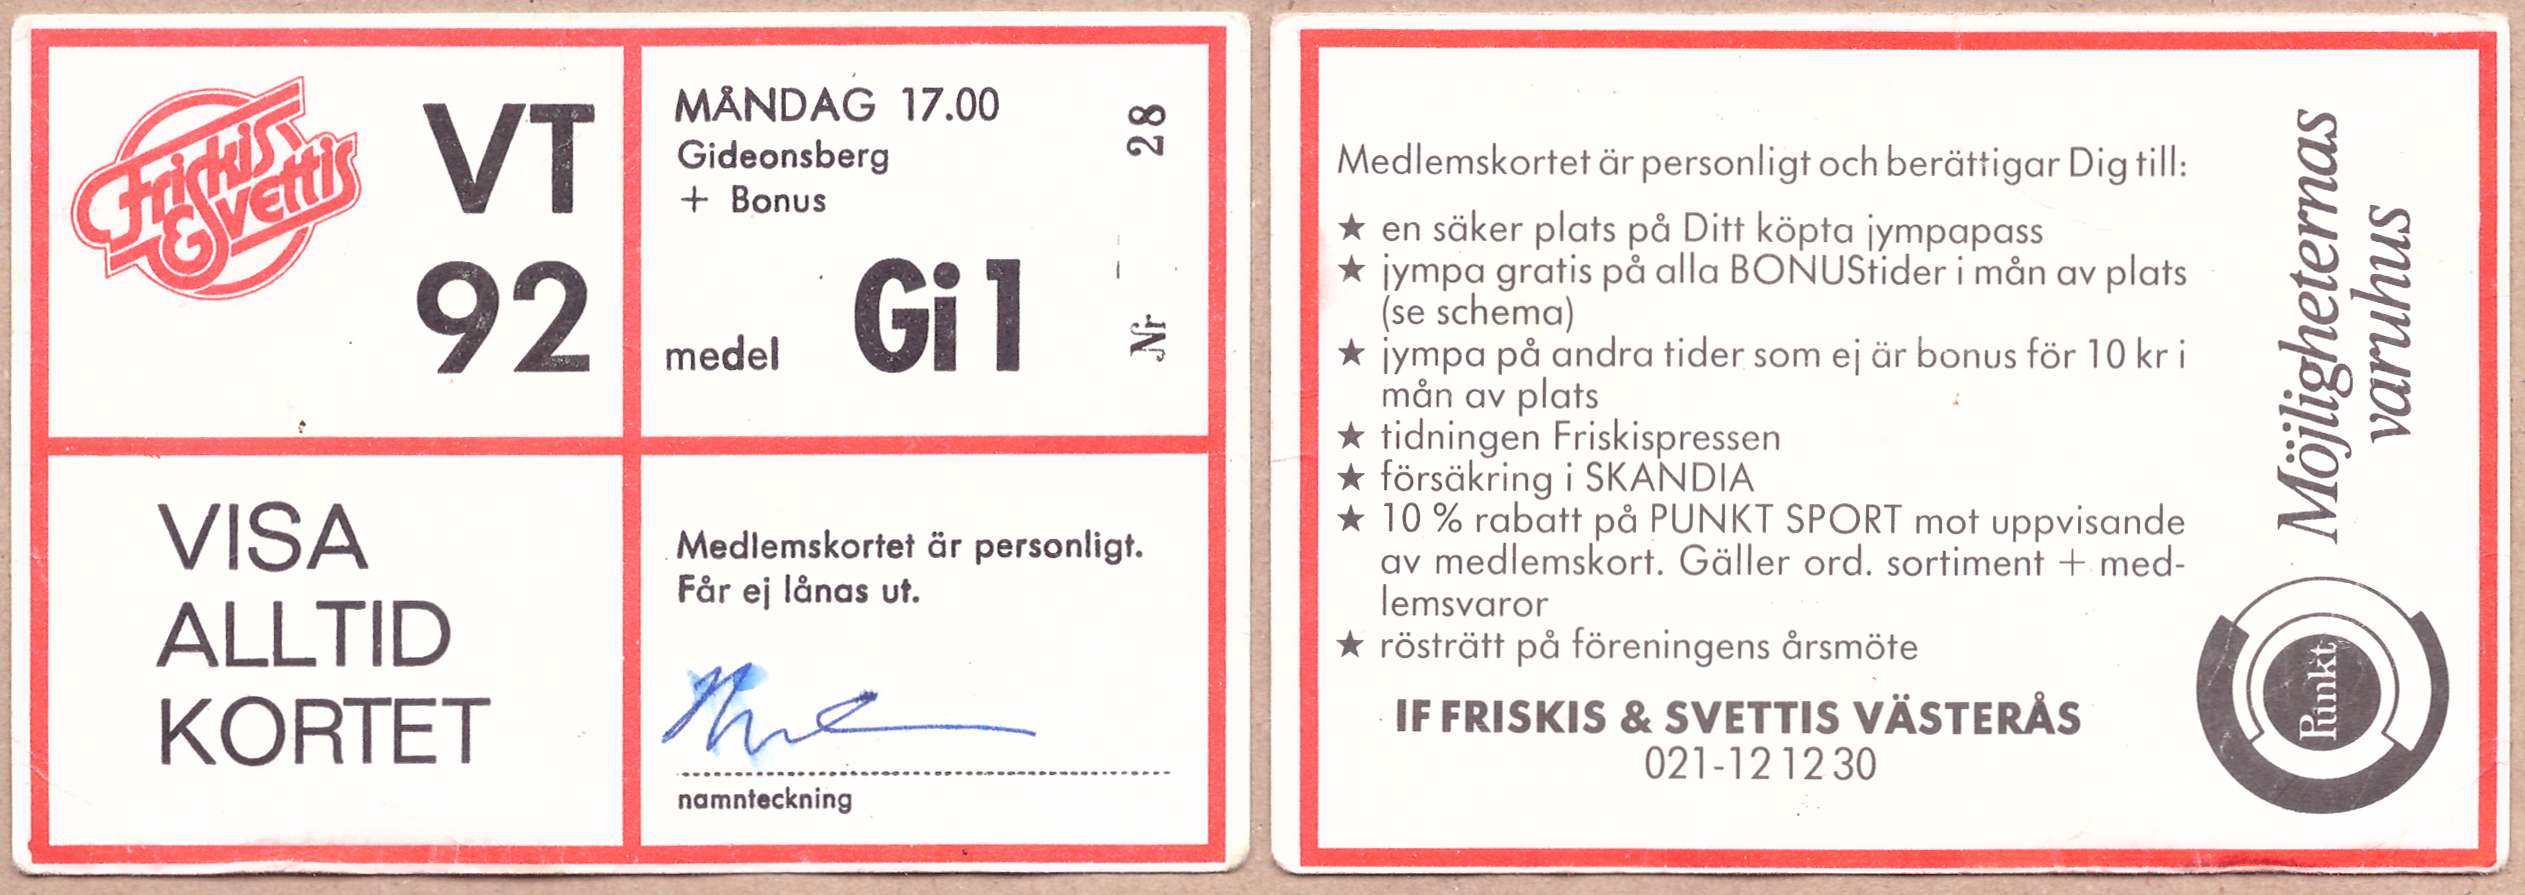 Friskis
& Svettis
VT
92
MÅNDAG 17.00
Gideonsberg
+ Bonus
medel Gi 1
Nr 28
VISA
ALLTID
KORTET
Medlemskortet är personligt.
Får ej lånas ut.
namnteckning
Medlemskortet är personligt och berättigar Dig till:
★ en säker plats på Ditt köpta jympapass
★ jympa gratis på alla BONUStider i mån av plats
(se schema)
★ jympa på andra tider som ej är bonus för 10 kr i
mån av plats
★ tidningen Friskispressen
★ försäkring i SKANDIA
★ 10 % rabatt på PUNKT SPORT mot uppvisande
av medlemskort. Gäller ord. sortiment + med-
lemsvaror
★ rösträtt på föreningens årsmöte
IF FRISKIS & SVETTIS VÄSTERÅS
021-12 12 30
Möjligheternas
varuhus
Punkt